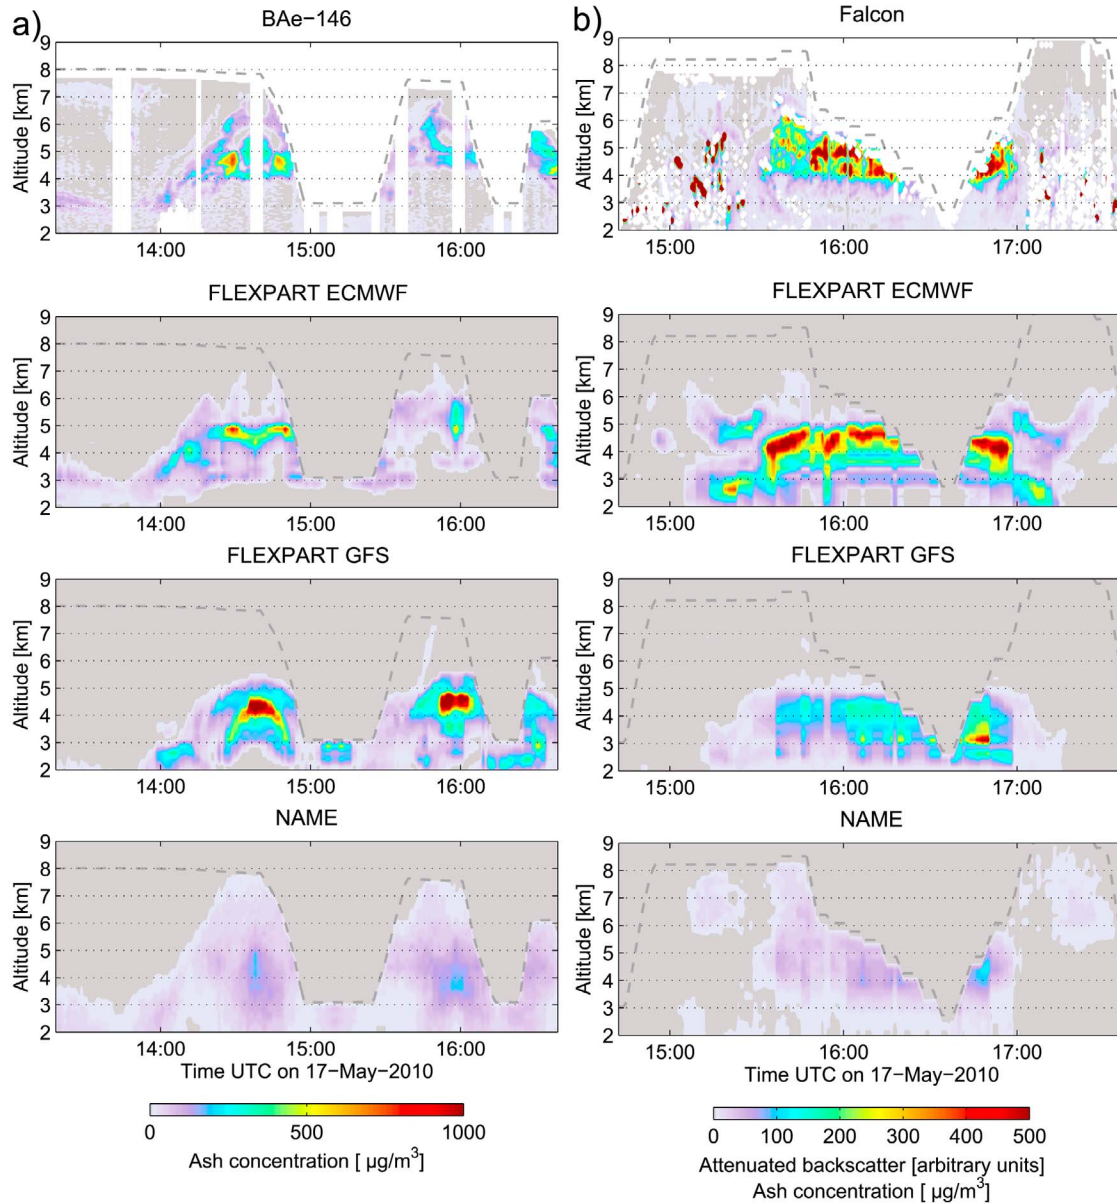 a)
BAe−146
Altitude [km]
9
8
7
6
5
4
3
2
14:00 15:00 16:00
b)
Falcon
Altitude [km]
9
8
7
6
5
4
3
2
15:00 16:00 17:00
FLEXPART ECMWF
Altitude [km]
9
8
7
6
5
4
3
2
14:00 15:00 16:00
FLEXPART ECMWF
Altitude [km]
9
8
7
6
5
4
3
2
15:00 16:00 17:00
FLEXPART GFS
Altitude [km]
9
8
7
6
5
4
3
2
14:00 15:00 16:00
FLEXPART GFS
Altitude [km]
9
8
7
6
5
4
3
2
15:00 16:00 17:00
NAME
Altitude [km]
9
8
7
6
5
4
3
2
14:00 15:00 16:00
Time UTC on 17−May−2010
NAME
Altitude [km]
9
8
7
6
5
4
3
2
15:00 16:00 17:00
Time UTC on 17−May−2010
0 500 1000
Ash concentration [ µg/m³]
0 100 200 300 400 500
Attenuated backscatter [arbitrary units]
Ash concentration [ µg/m³]